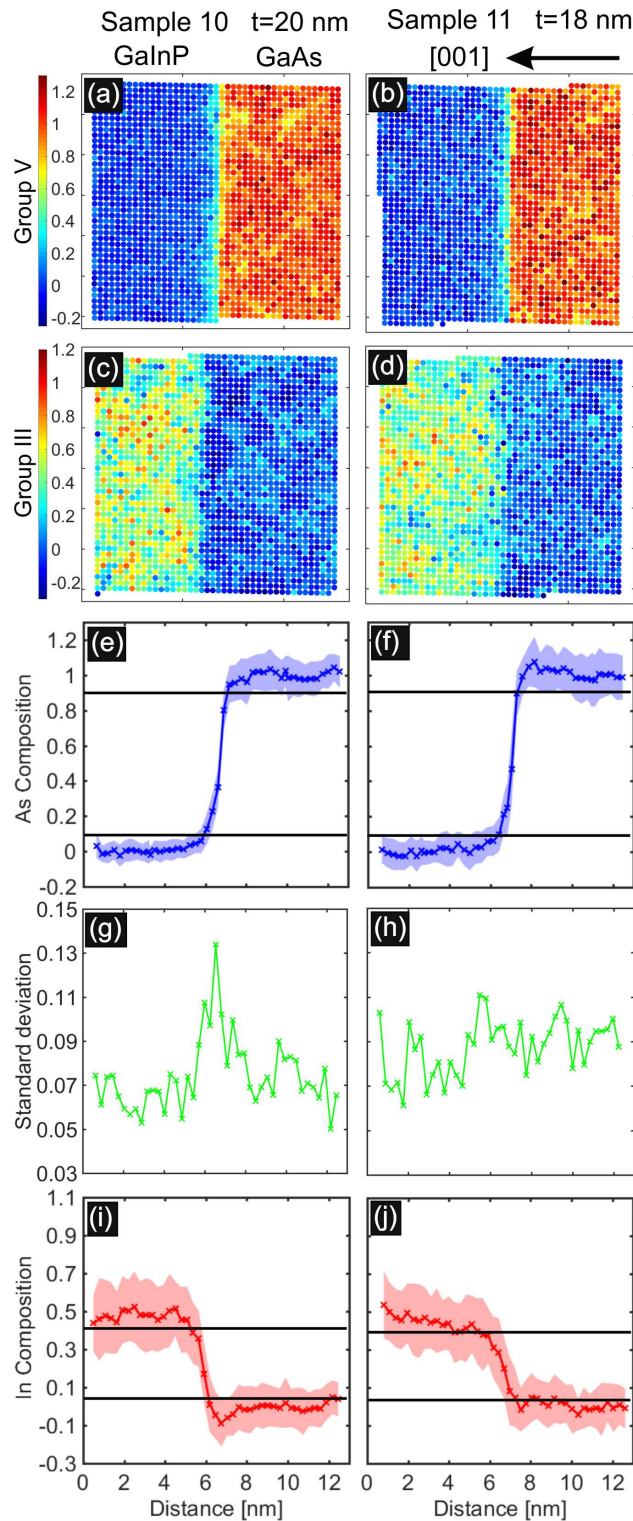 Sample 10 t=20 nm
GaInP GaAs
Sample 11 t=18 nm
[001]
(a)
(b)
Group V
1.2
1
0.8
0.6
0.4
0.2
0
-0.2
(c)
(d)
Group III
1.2
1
0.8
0.6
0.4
0.2
0
-0.2
(e)
(f)
As Composition
1.2
1
0.8
0.6
0.4
0.2
0
-0.2
(g)
(h)
Standard deviation
0.15
0.13
0.11
0.09
0.07
0.05
0.03
(i)
(j)
In Composition
1.1
0.9
0.7
0.5
0.3
0.1
-0.1
-0.3
0 2 4 6 8 10 12
0 2 4 6 8 10 12
Distance [nm]
Distance [nm]